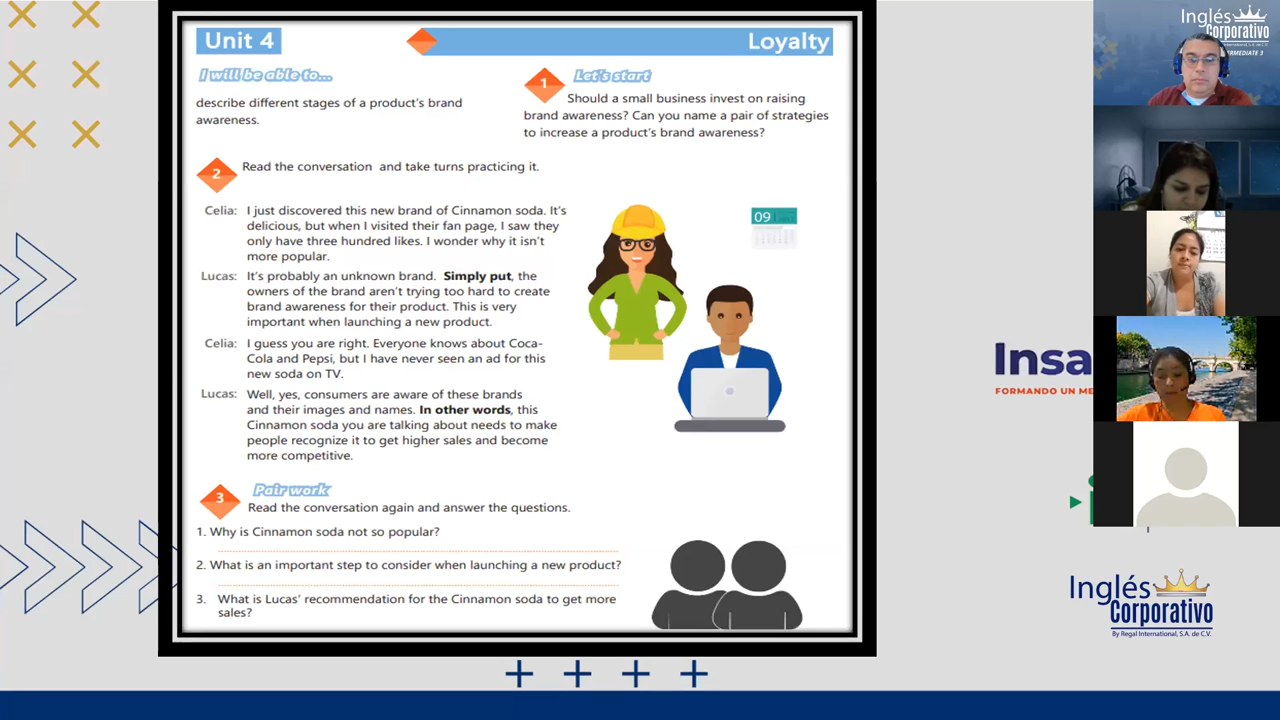 Unit 4
Loyalty
I will be able to...
describe different stages of a product's brand
awareness.
1
Let's start
Should a small business invest on raising
brand awareness? Can you name a pair of strategies
to increase a product's brand awareness?
2
Read the conversation and take turns practicing it.
Celia: I just discovered this new brand of Cinnamon soda. It's
delicious, but when I visited their fan page, I saw they
only have three hundred likes. I wonder why it isn't
more popular.
Lucas: It's probably an unknown brand. Simply put, the
owners of the brand aren't trying too hard to create
brand awareness for their product. This is very
important when launching a new product.
Celia: I guess you are right. Everyone knows about Coca-
Cola and Pepsi, but I have never seen an ad for this
new soda on TV.
Lucas: Well, yes, consumers are aware of these brands
and their images and names. In other words, this
Cinnamon soda you are talking about needs to make
people recognize it to get higher sales and become
more competitive.
09
3
Pair work
Read the conversation again and answer the questions.
1. Why is Cinnamon soda not so popular?
2. What is an important step to consider when launching a new product?
3. What is Lucas' recommendation for the Cinnamon soda to get more
sales?
Inglés
Corporativo
Insa
FORMANDO UN ME
Inglés
Corporativo
By Regal International, S.A. de C.V.